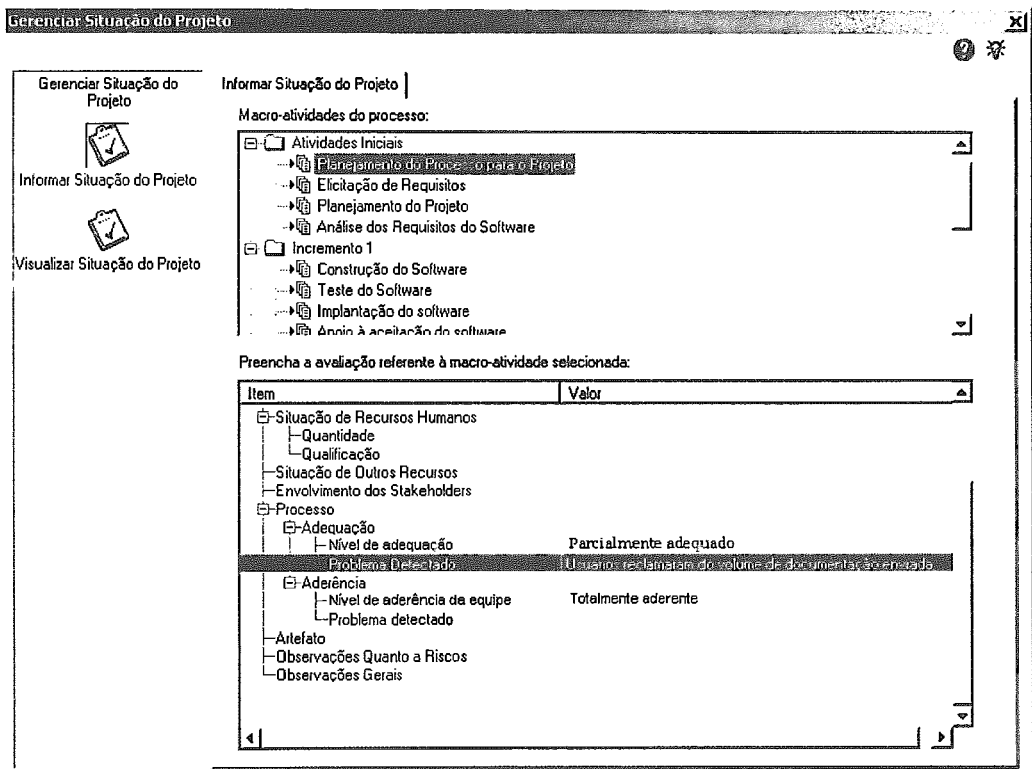 Gerenciar Situação do Projeto
Gerenciar Situação do
Projeto
Informar Situação do Projeto
Visualizar Situação do Projeto
Informar Situação do Projeto
Macro-atividades do processo:
Atividades Iniciais
Planejamento do Processo para o Projeto
Elicitação de Requisitos
Planejamento do Projeto
Análise dos Requisitos do Software
Incremento 1
Construção do Software
Teste do Software
Implantação do software
Apoio à aceitação do software
Preencha a avaliação referente à macro-atividade selecionada:
Item Valor
Situação de Recursos Humanos
Quantidade
Qualificação
Situação de Outros Recursos
Envolvimento dos Stakeholders
Processo
Adequação
Nível de adequação Parcialmente adequado
Problema Detectado Usuários reclamaram do volume de documentação enviada
Aderência
Nível de aderência da equipe Totalmente aderente
Problema detectado
Artefato
Observações Quanto a Riscos
Observações Gerais